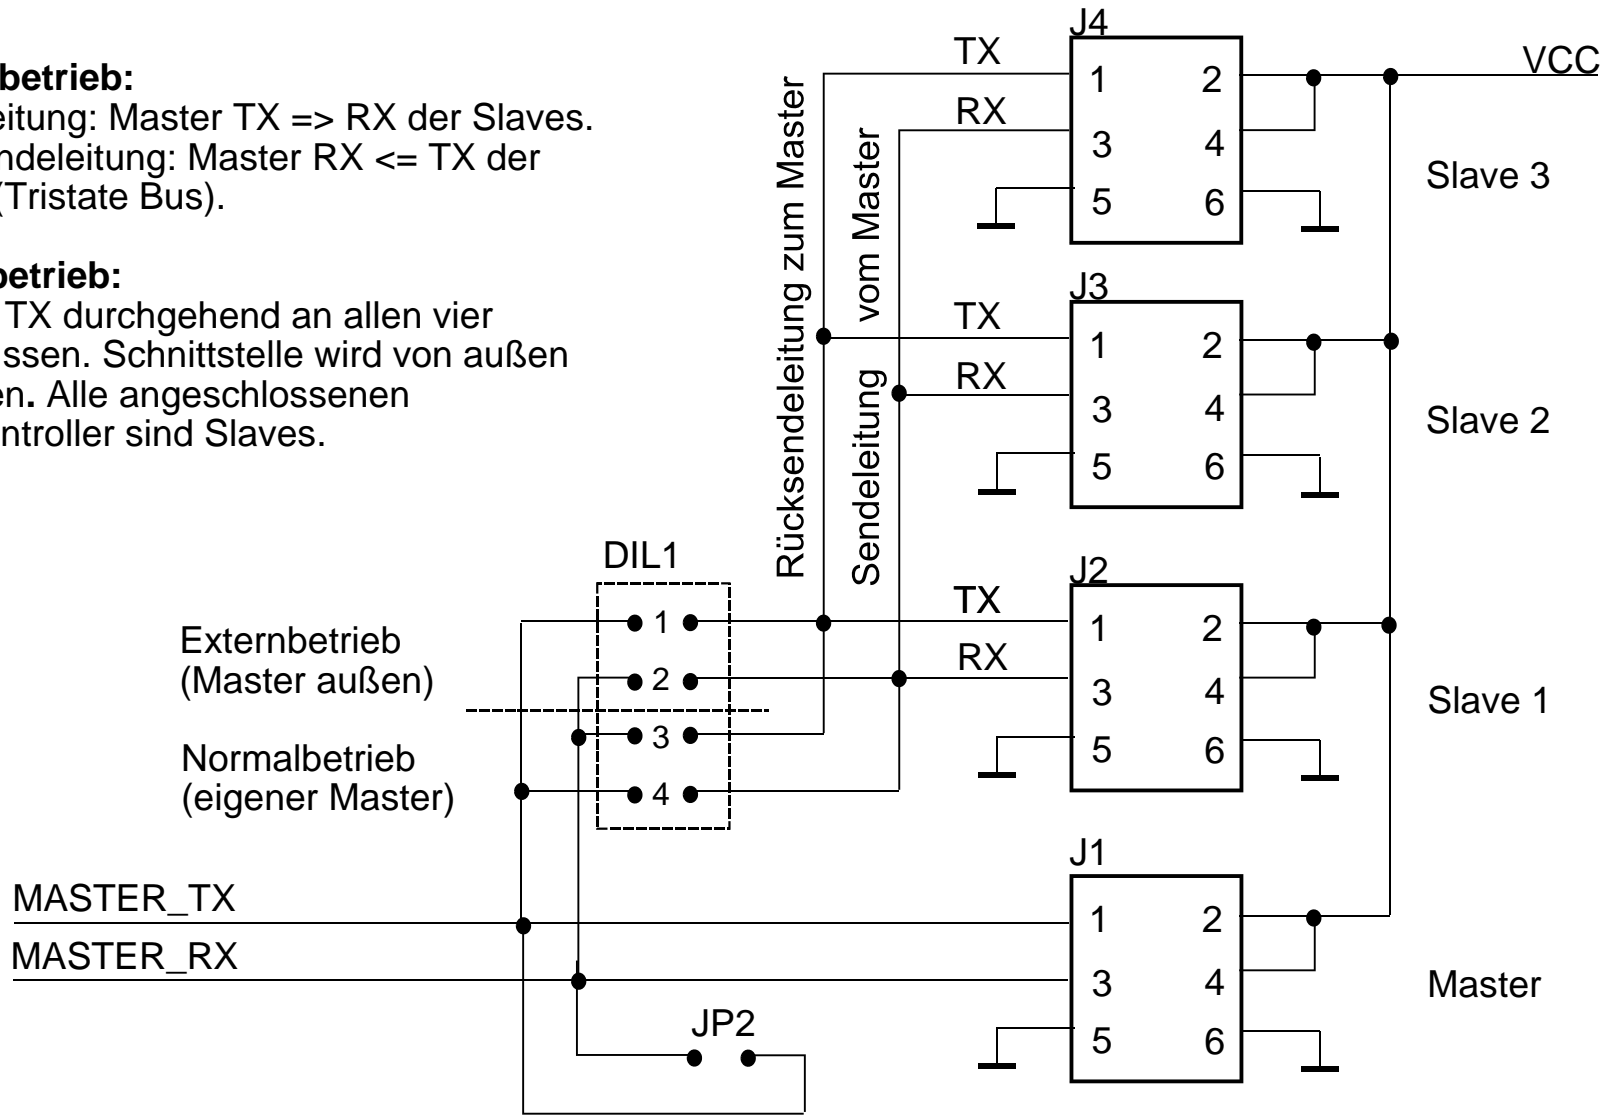 betrieb:
eitung: Master TX => RX der Slaves.
ndeleitung: Master RX <= TX der
(Tristate Bus).
betrieb:
TX durchgehend an allen vier
ssen. Schnittstelle wird von außen
en. Alle angeschlossenen
ntroller sind Slaves.
Rücksendeleitung zum Master
Sendeleitung vom Master
J4
TX
RX
1 2
3 4
5 6
VCC
Slave 3
J3
TX
RX
1 2
3 4
5 6
Slave 2
DIL1
1
2
3
4
Externbetrieb
(Master außen)
Normalbetrieb
(eigener Master)
J2
TX
RX
1 2
3 4
5 6
Slave 1
J1
MASTER_TX
MASTER_RX
1 2
3 4
5 6
Master
JP2